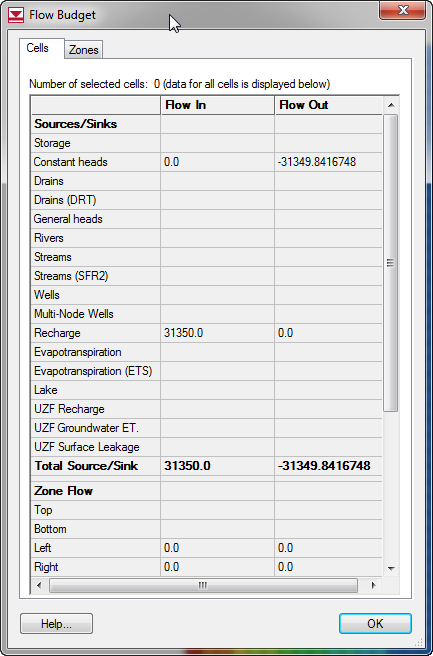 Flow Budget
Cells Zones
Number of selected cells: 0 (data for all cells is displayed below)
Flow In Flow Out
Sources/Sinks
Storage
Constant heads 0.0 -31349.8416748
Drains
Drains (DRT)
General heads
Rivers
Streams
Streams (SFR2)
Wells
Multi-Node Wells
Recharge 31350.0 0.0
Evapotranspiration
Evapotranspiration (ETS)
Lake
UZF Recharge
UZF Groundwater ET.
UZF Surface Leakage
Total Source/Sink 31350.0 -31349.8416748
Zone Flow
Top
Bottom
Left 0.0 0.0
Right 0.0 0.0
Help... OK